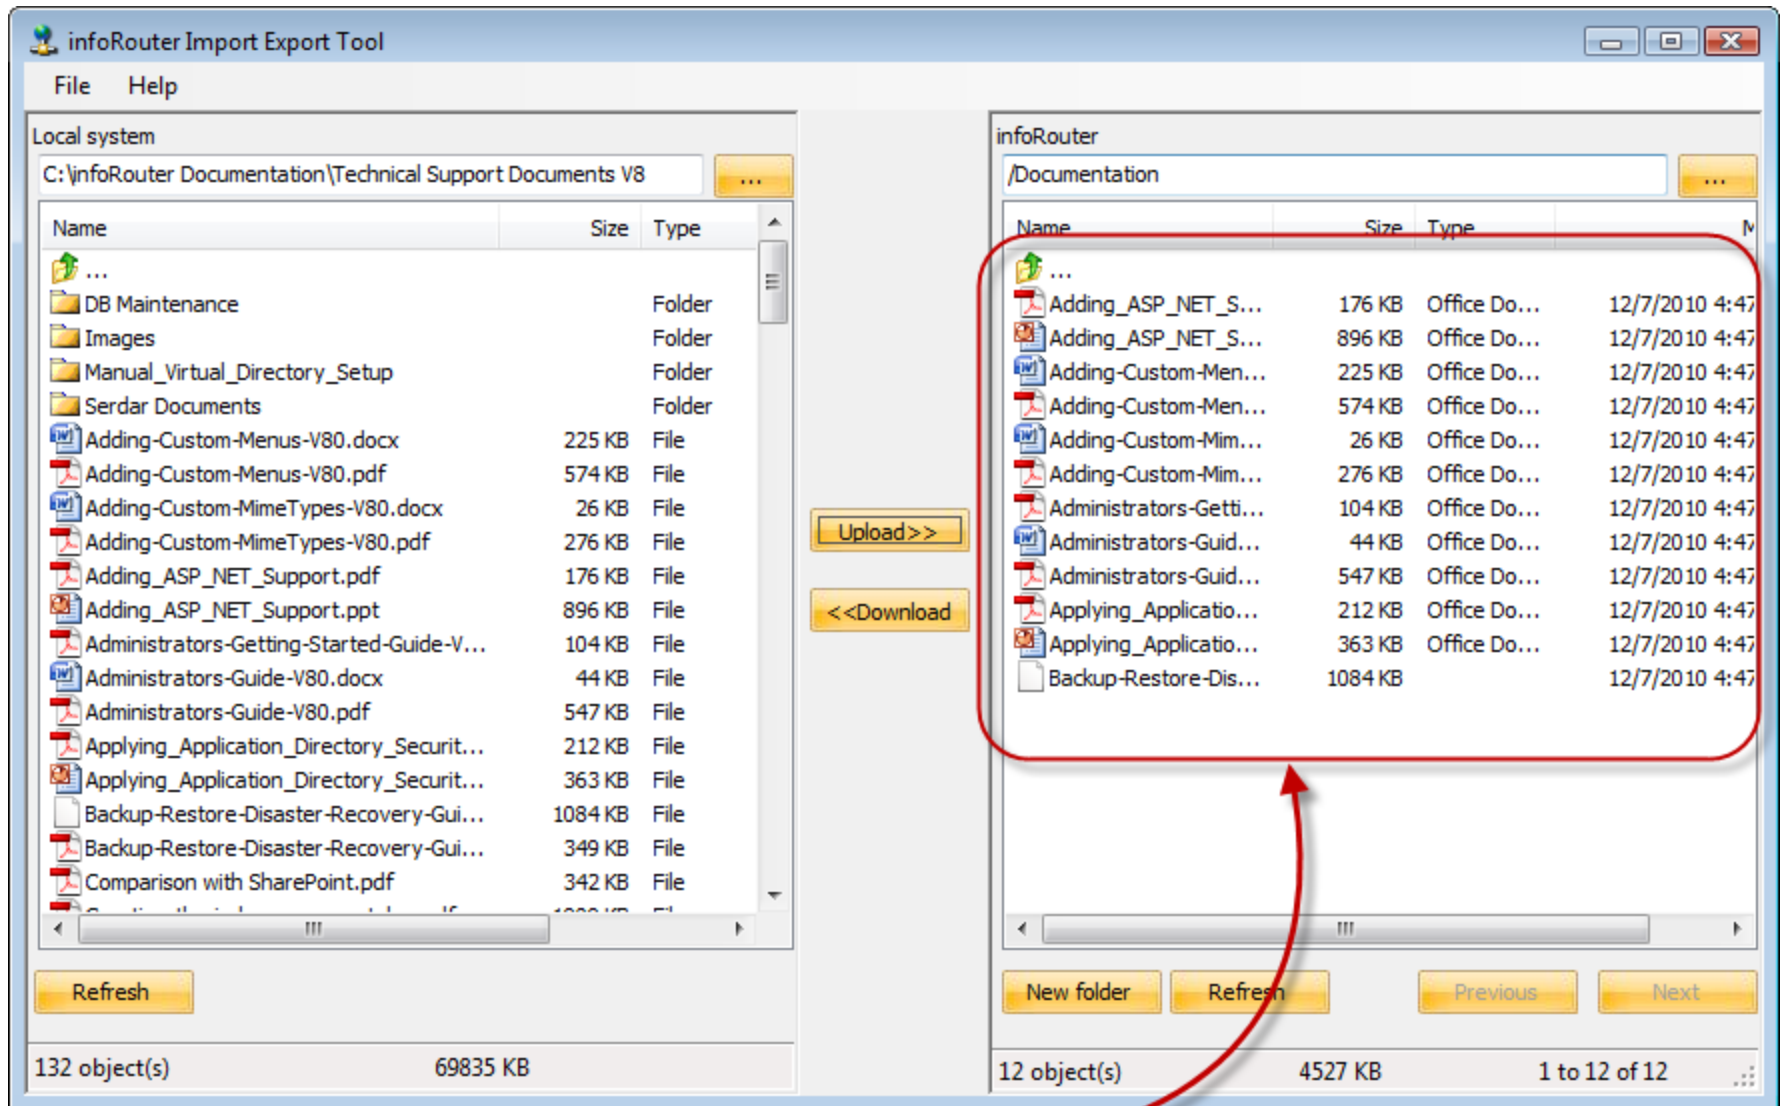 infoRouter Import Export Tool
File Help
Local system
C:\infoRouter Documentation\Technical Support Documents V8 ...
Name Size Type
...
DB Maintenance Folder
Images Folder
Manual_Virtual_Directory_Setup Folder
Serdar Documents Folder
Adding-Custom-Menus-V80.docx 225 KB File
Adding-Custom-Menus-V80.pdf 574 KB File
Adding-Custom-MimeTypes-V80.docx 26 KB File
Adding-Custom-MimeTypes-V80.pdf 276 KB File
Adding_ASP_NET_Support.pdf 176 KB File
Adding_ASP_NET_Support.ppt 896 KB File
Administrators-Getting-Started-Guide-V... 104 KB File
Administrators-Guide-V80.docx 44 KB File
Administrators-Guide-V80.pdf 547 KB File
Applying_Application_Directory_Securit... 212 KB File
Applying_Application_Directory_Securit... 363 KB File
Backup-Restore-Disaster-Recovery-Gui... 1084 KB File
Backup-Restore-Disaster-Recovery-Gui... 349 KB File
Comparison with SharePoint.pdf 342 KB File
Refresh
132 object(s) 69835 KB
Upload>>
<<Download
infoRouter
/Documentation ...
Name Size Type M
...
Adding_ASP_NET_S... 176 KB Office Do... 12/7/2010 4:47
Adding_ASP_NET_S... 896 KB Office Do... 12/7/2010 4:47
Adding-Custom-Men... 225 KB Office Do... 12/7/2010 4:47
Adding-Custom-Men... 574 KB Office Do... 12/7/2010 4:47
Adding-Custom-Mim... 26 KB Office Do... 12/7/2010 4:47
Adding-Custom-Mim... 276 KB Office Do... 12/7/2010 4:47
Administrators-Getti... 104 KB Office Do... 12/7/2010 4:47
Administrators-Guid... 44 KB Office Do... 12/7/2010 4:47
Administrators-Guid... 547 KB Office Do... 12/7/2010 4:47
Applying_Applicatio... 212 KB Office Do... 12/7/2010 4:47
Applying_Applicatio... 363 KB Office Do... 12/7/2010 4:47
Backup-Restore-Dis... 1084 KB 12/7/2010 4:47
New folder Refresh Previous Next
12 object(s) 4527 KB 1 to 12 of 12